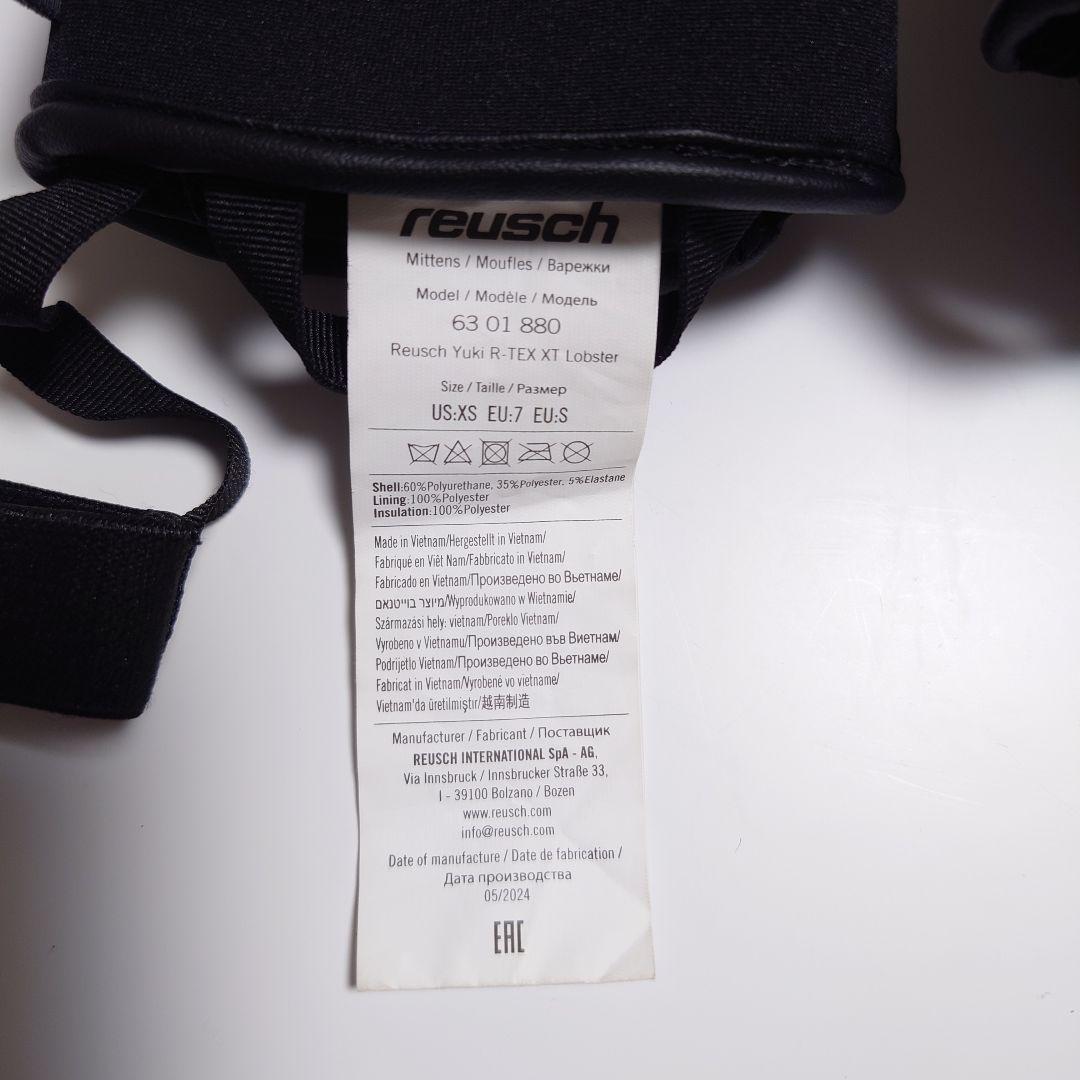 reusch
Mittens / Moufles / Варежки
Model / Modèle / Модель
63 01 880
Reusch Yuki R-TEX XT Lobster
Size / Taille / Размер
US:XS EU:7 EU:S
Shell:60%Polyurethane, 35%Polyester, 5%Elastane
Lining:100%Polyester
Insulation:100%Polyester
Made in Vietnam/Hergestellt in Vietnam/
Fabriqué en Viêt Nam/Fabbricato in Vietnam/
Fabricado en Vietnam/Произведено во Вьетнаме/
מיוצר בוייטנאם/Wyprodukowano w Wietnamie/
Származási hely: vietnam/Poreklo Vietnam/
Vyrobeno v Vietnamu/Произведено във Виетнам/
Podrijetlo Vietnam/Произведено во Вьетнаме/
Fabricat in Vietnam/Vyrobené vo vietname/
Vietnam'da üretilmiştir/越南制造
Manufacturer / Fabricant / Поставщик
REUSCH INTERNATIONAL SpA - AG,
Via Innsbruck / Innsbrucker Straße 33,
I - 39100 Bolzano / Bozen
www.reusch.com
info@reusch.com
Date of manufacture / Date de fabrication /
Дата производства
05/2024
EAC